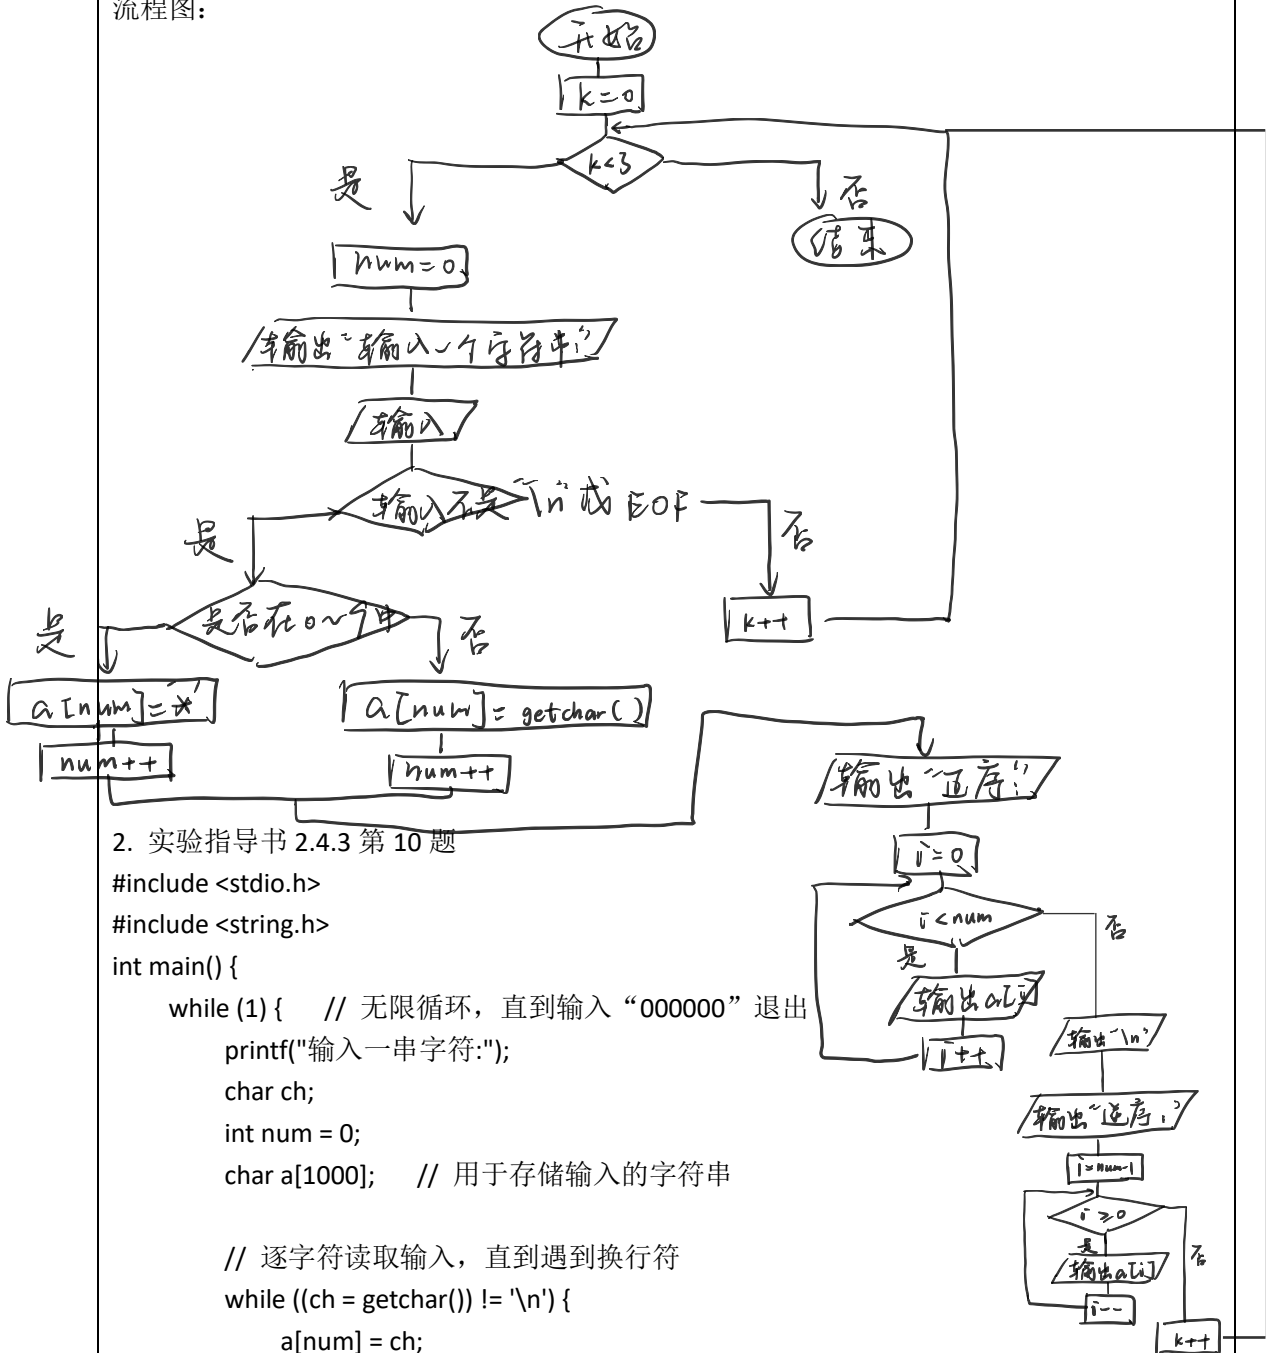 流程图：
开始
k=0
k<3
是
否
结束
num=0
输出“输入一个字符串:”
输入
输入不是“\n”或EOF
是
否
k++
是否在0~9中
是
否
a[num]='*'
a[num]=getchar()
num++
num++
输出“正序:”
i=0
i<num
否
是
输出a[i]
i++
输出“\n”
输出“逆序:”
i=num-1
i≥0
是
否
输出a[i]
i--
k++
2. 实验指导书 2.4.3 第 10 题
#include <stdio.h>
#include <string.h>
int main() {
while (1) { // 无限循环，直到输入“000000”退出
printf("输入一串字符:");
char ch;
int num = 0;
char a[1000]; // 用于存储输入的字符串
// 逐字符读取输入，直到遇到换行符
while ((ch = getchar()) != '\n') {
a[num] = ch;